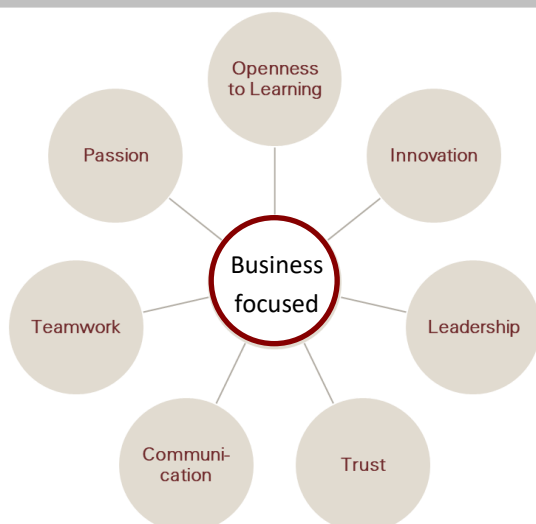 Openness
to Learning
Passion
Innovation
Business
focused
Teamwork
Leadership
Communi-
cation
Trust